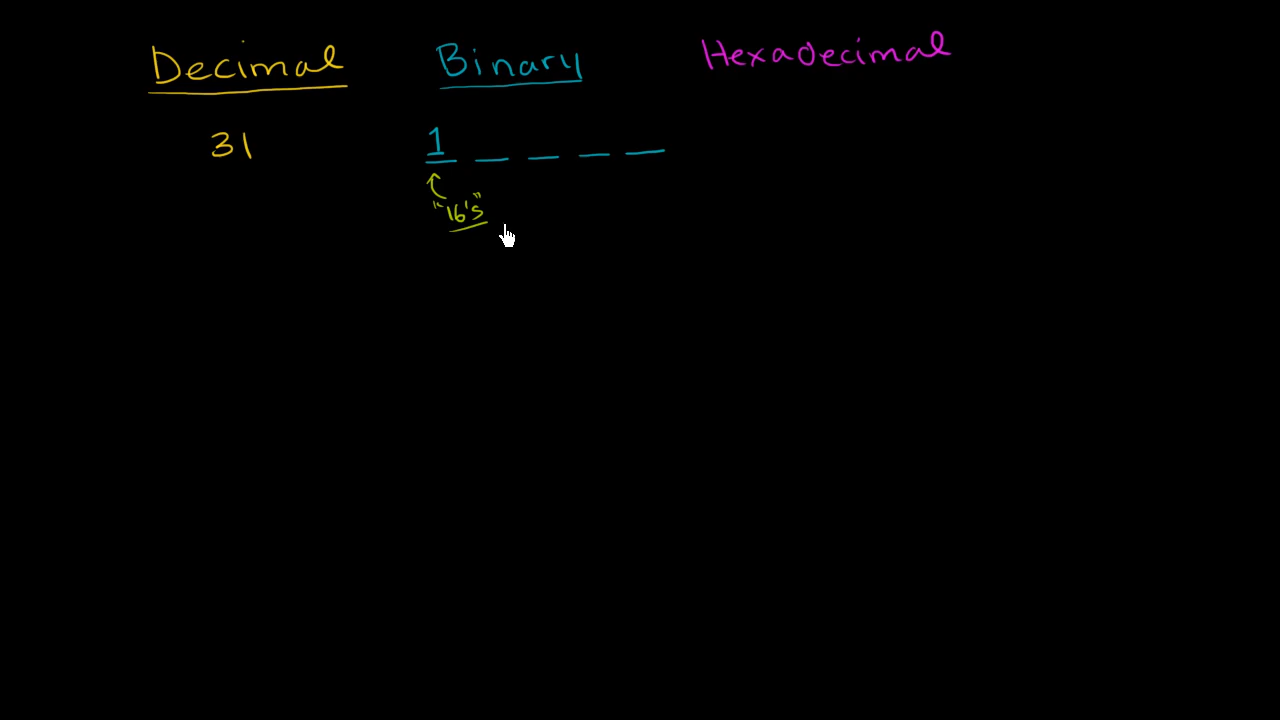 Decimal Binary Hexadecimal
31 1 _ _ _ _
"16's"